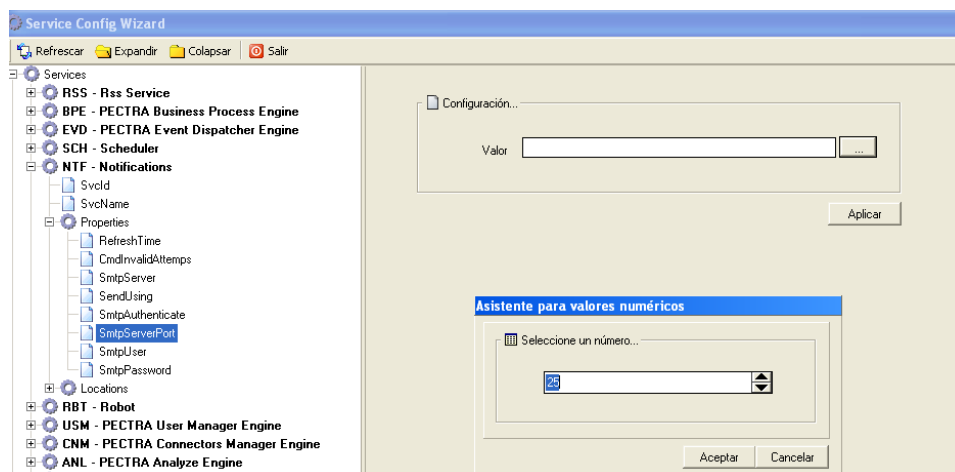 Service Config Wizard
Refrescar Expandir Colapsar Salir
Services
RSS - Rss Service
BPE - PECTRA Business Process Engine
EVD - PECTRA Event Dispatcher Engine
SCH - Scheduler
NTF - Notifications
SvcId
SvcName
Properties
RefreshTime
CmdInvalidAttemps
SmtpServer
SendUsing
SmtpAuthenticate
SmtpServerPort
SmtpUser
SmtpPassword
Locations
RBT - Robot
USM - PECTRA User Manager Engine
CNM - PECTRA Connectors Manager Engine
ANL - PECTRA Analyze Engine
Configuración...
Valor ...
Aplicar
Asistente para valores numéricos
Seleccione un número...
25
Aceptar Cancelar